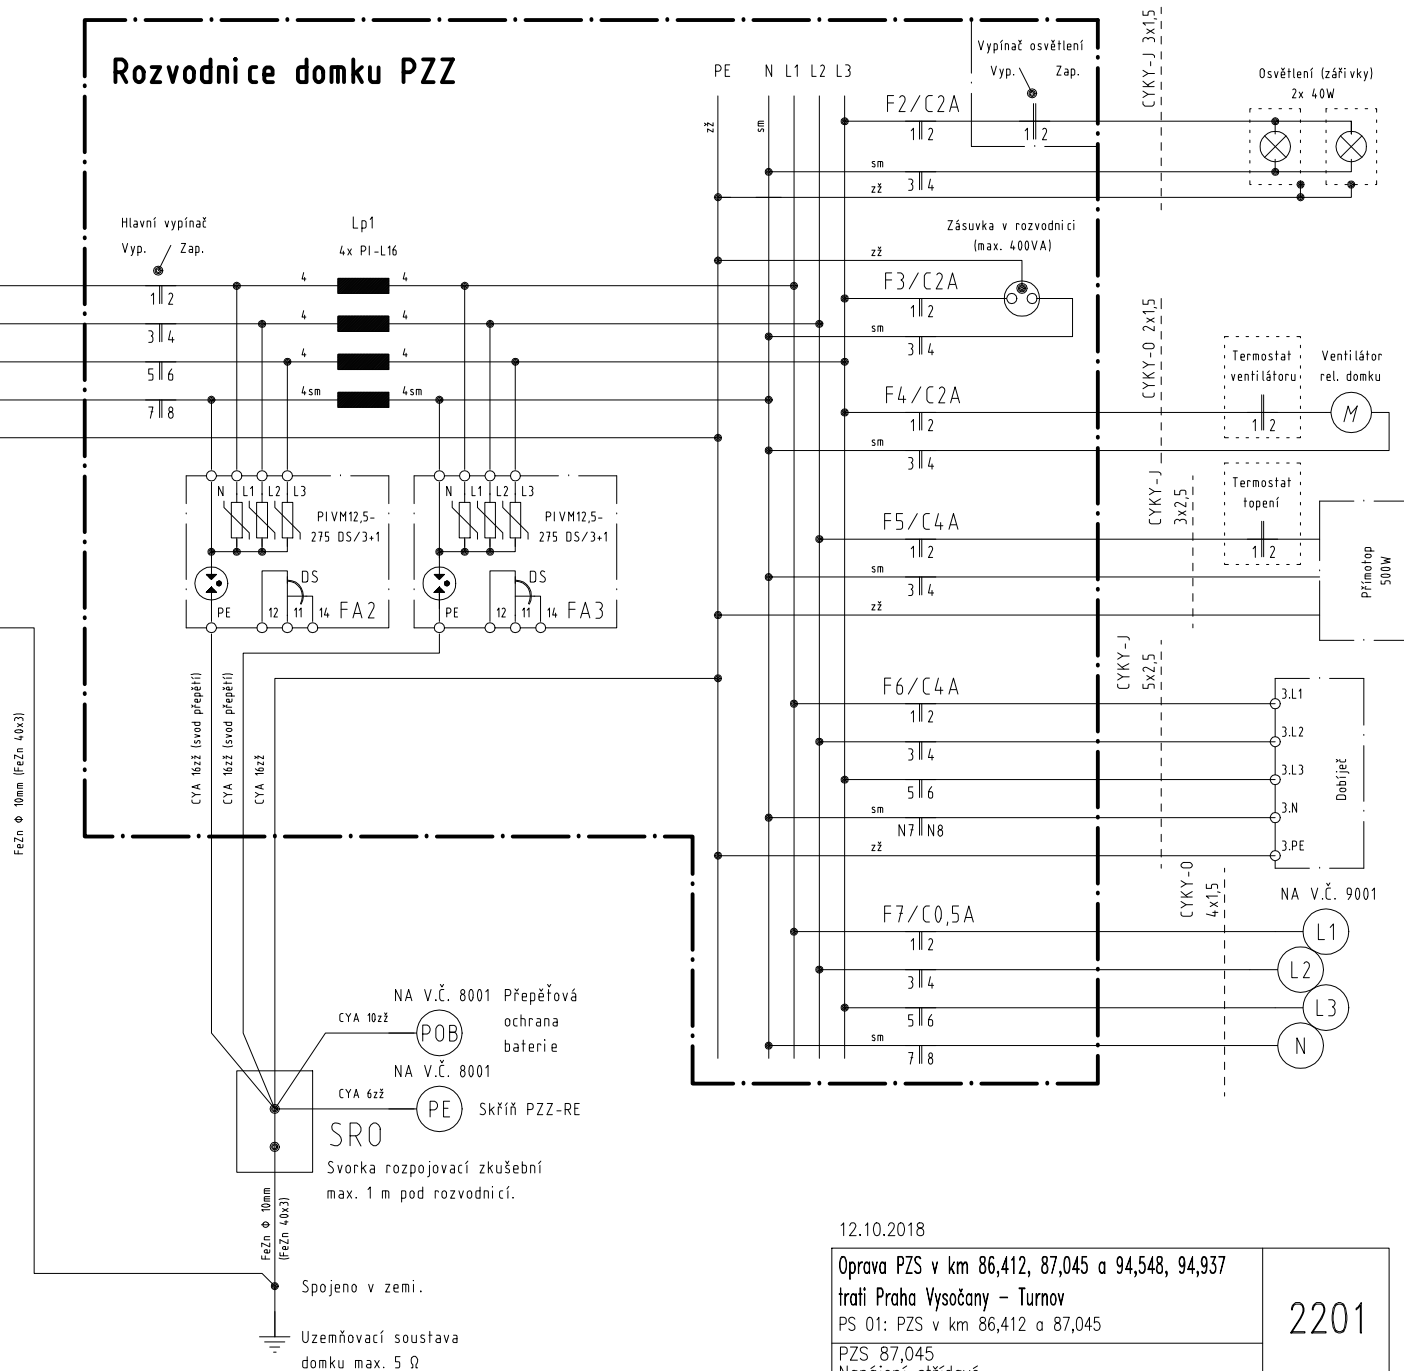 Rozvodnice domku PZZ
PE N L1 L2 L3
zž
sm
Vypínač osvětlení
Vyp. Zap.
1 2
CYKY-J 3x1,5
Osvětlení (zářivky)
2x 40W
F2/C2A
1 2
sm
3 4
zž
Hlavní vypínač
Vyp. Zap.
1 2
3 4
5 6
7 8
Lp1
4x PI-L16
4 4
4 4
4 4
4sm 4sm
Zásuvka v rozvodnici
(max. 400VA)
zž
F3/C2A
1 2
sm
3 4
CYKY-O 2x1,5
Termostat
ventilátoru
1 2
Ventilátor
rel. domku
M
F4/C2A
1 2
sm
3 4
N L1 L2 L3
PIVM12,5-
275 DS/3+1
DS
PE 12 11 14 FA2
N L1 L2 L3
PIVM12,5-
275 DS/3+1
DS
PE 12 11 14 FA3
CYKY-J
3x2,5
Termostat
topení
1 2
F5/C4A
1 2
sm
3 4
zž
Přímotop
500W
CYKY-J
5x2,5
F6/C4A
1 2
3 4
5 6
sm
N7 N8
zž
3.L1
3.L2
3.L3
3.N
3.PE
Dobíječ
CYA 16zž (svod přepětí)
CYA 16zž (svod přepětí)
CYA 16zž
FeZn Φ 10mm (FeZn 40x3)
CYKY-O
4x1,5
NA V.Č. 9001
F7/C0,5A
1 2
3 4
5 6
sm
7 8
L1
L2
L3
N
NA V.Č. 8001 Přepěťová
ochrana
baterie
CYA 10zž
POB
NA V.Č. 8001
CYA 6zž
PE
Skříň PZZ-RE
SRO
Svorka rozpojovací zkušební
max. 1 m pod rozvodnicí.
FeZn Φ 10mm
(FeZn 40x3)
Spojeno v zemi.
Uzemňovací soustava
domku max. 5 Ω
12.10.2018
Oprava PZS v km 86,412, 87,045 a 94,548, 94,937
trati Praha Vysočany – Turnov
PS 01: PZS v km 86,412 a 87,045
2201
PZS 87,045
Napájení střídavé